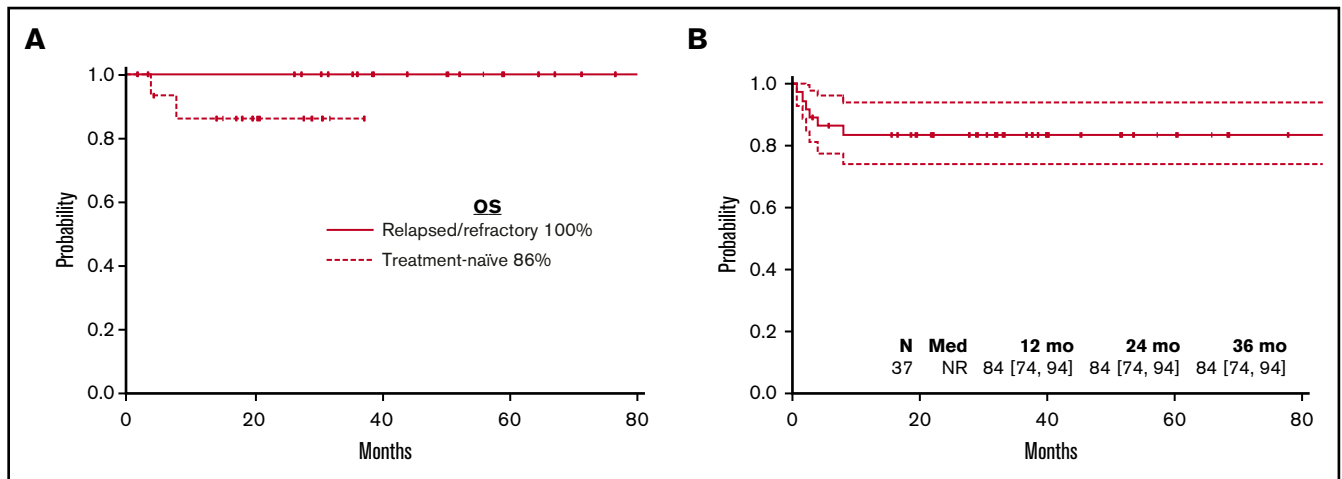 A
1.0
0.8
0.6
0.4
0.2
0.0
Probability
0
20
40
60
80
Months
OS
Relapsed/refractory 100%
Treatment-naïve 86%
B
1.0
0.8
0.6
0.4
0.2
0.0
Probability
0
20
40
60
80
Months
N Med 12 mo 24 mo 36 mo
37 NR 84 [74, 94] 84 [74, 94] 84 [74, 94]